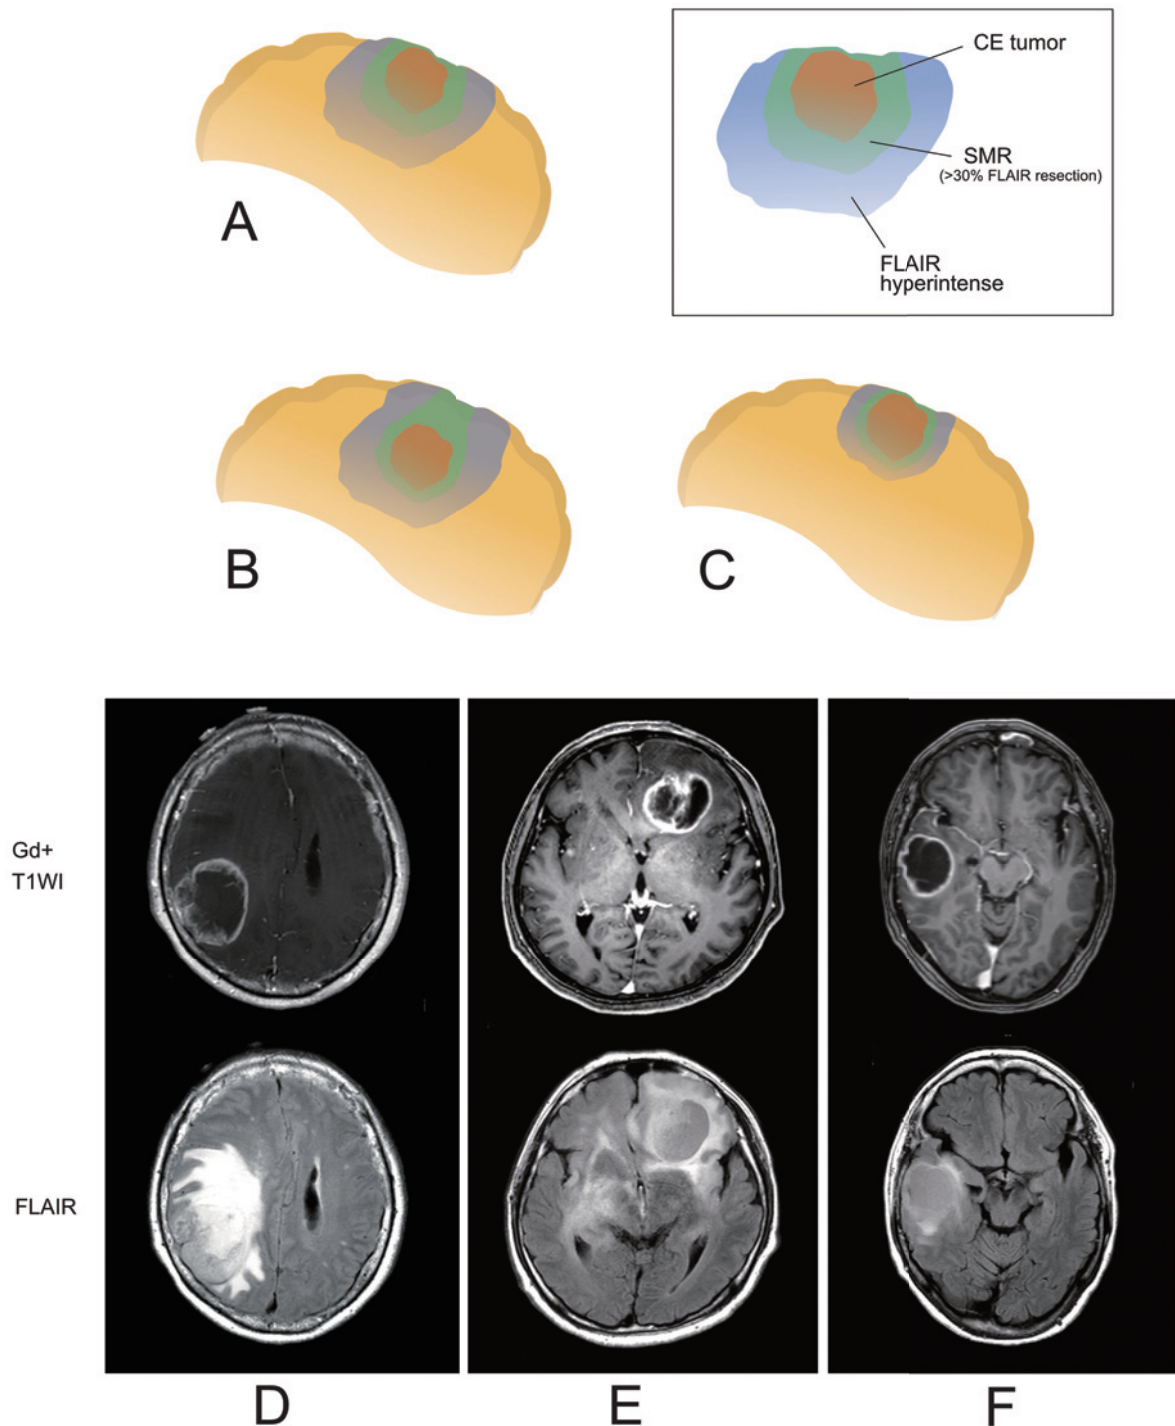 CE tumor
SMR
(>30% FLAIR resection)
FLAIR
hyperintense
A
B
C
Gd+
T1WI
FLAIR
D
E
F